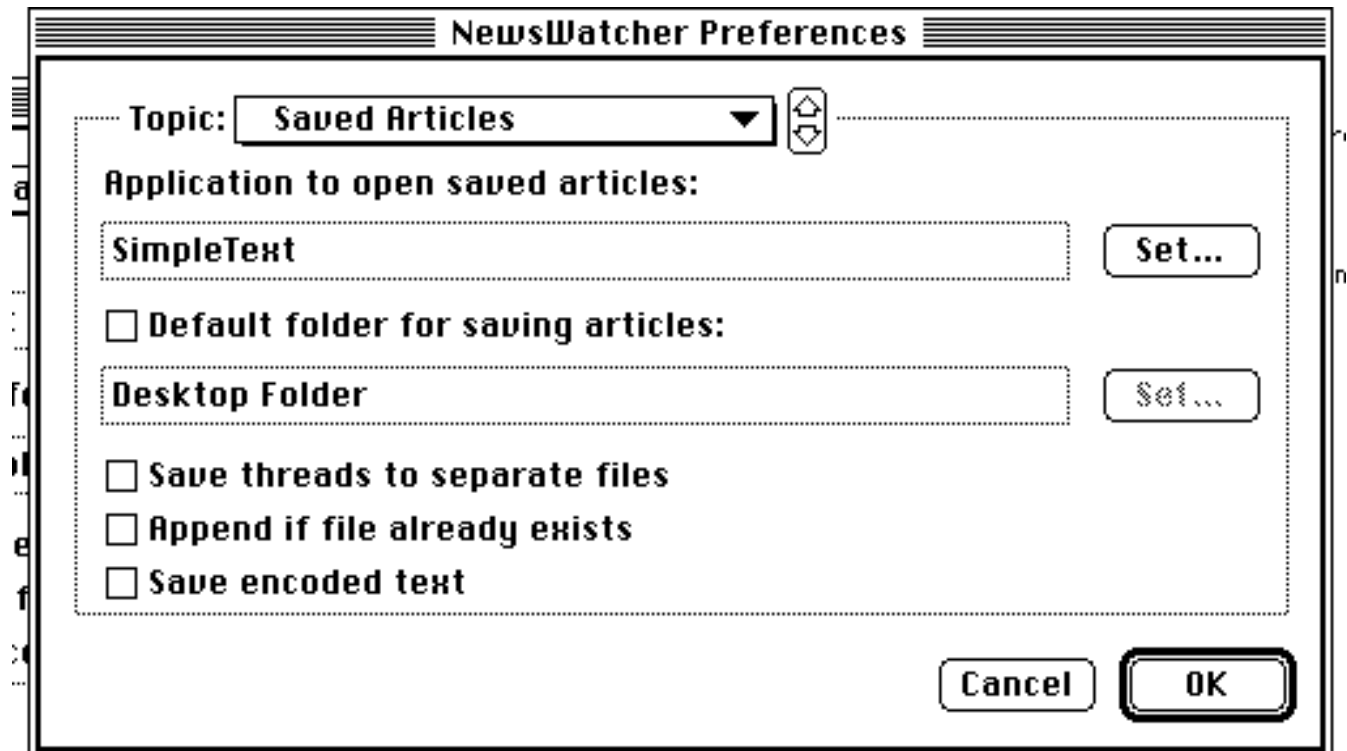 NewsWatcher Preferences
Topic: Saved Articles
Application to open saved articles:
SimpleText
Set...
Default folder for saving articles:
Desktop Folder
Set...
Save threads to separate files
Append if file already exists
Save encoded text
Cancel
OK